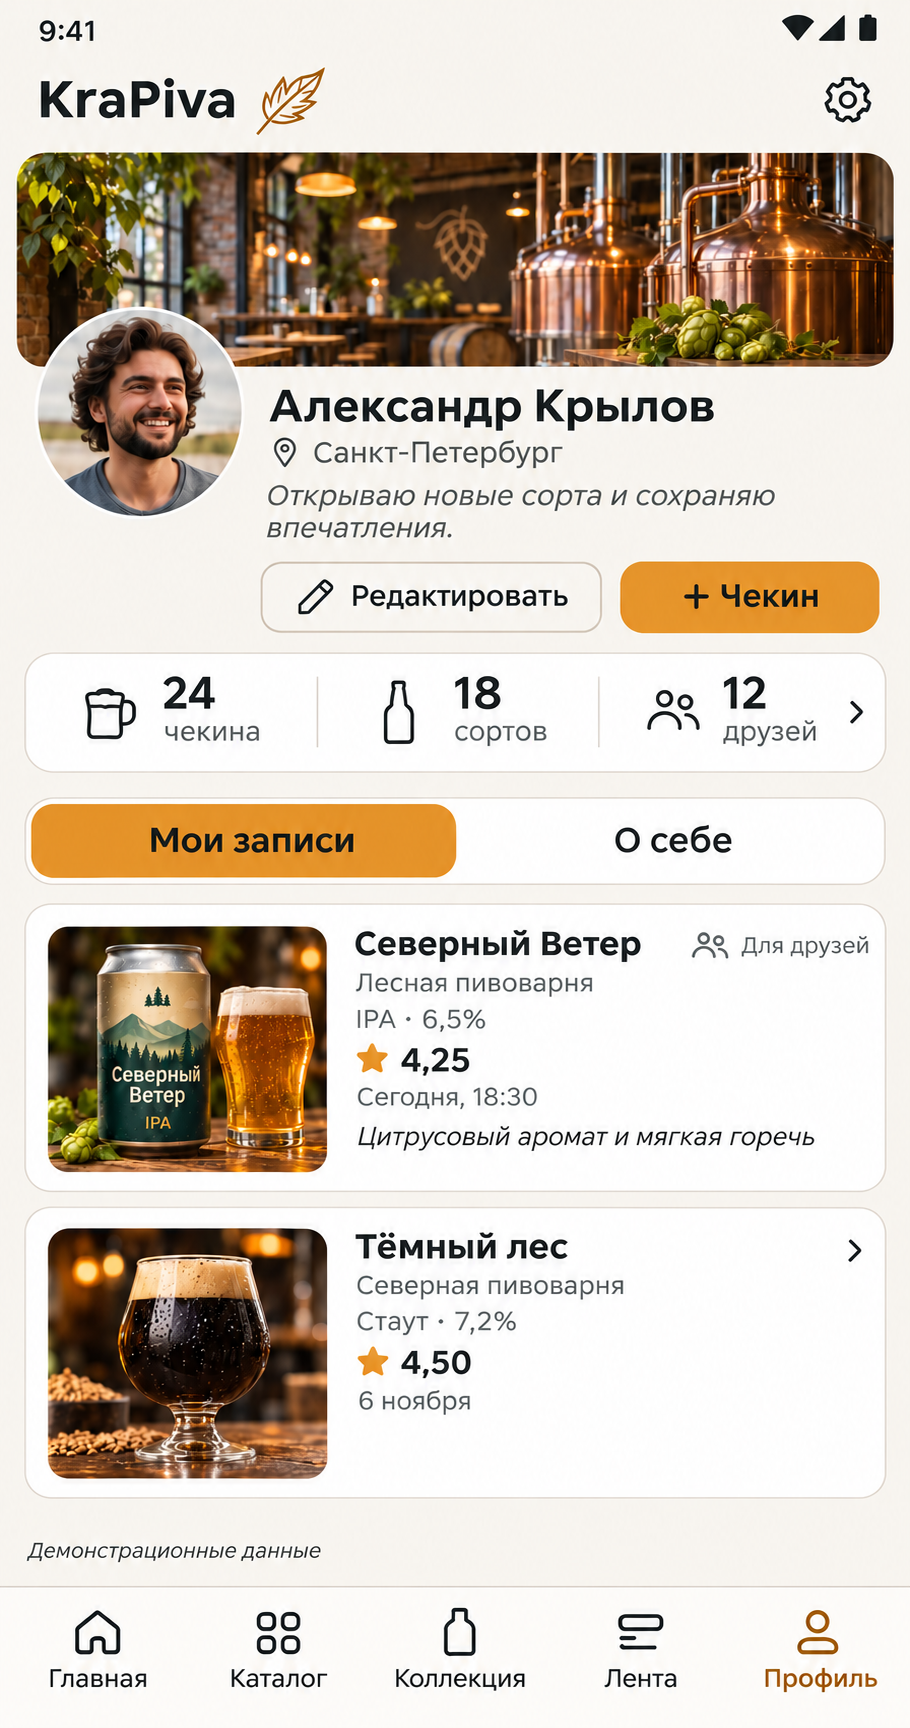 9:41
KraPiva
Александр Крылов
Санкт-Петербург
Открываю новые сорта и сохраняю
впечатления.
Редактировать
+ Чекин
24
чекина
18
сортов
12
друзей
Мои записи
О себе
Северный Ветер
Для друзей
Лесная пивоварня
IPA • 6,5%
4,25
Сегодня, 18:30
Цитрусовый аромат и мягкая горечь
Северный
Ветер
IPA
Тёмный лес
Северная пивоварня
Стаут • 7,2%
4,50
6 ноября
Демонстрационные данные
Главная
Каталог
Коллекция
Лента
Профиль